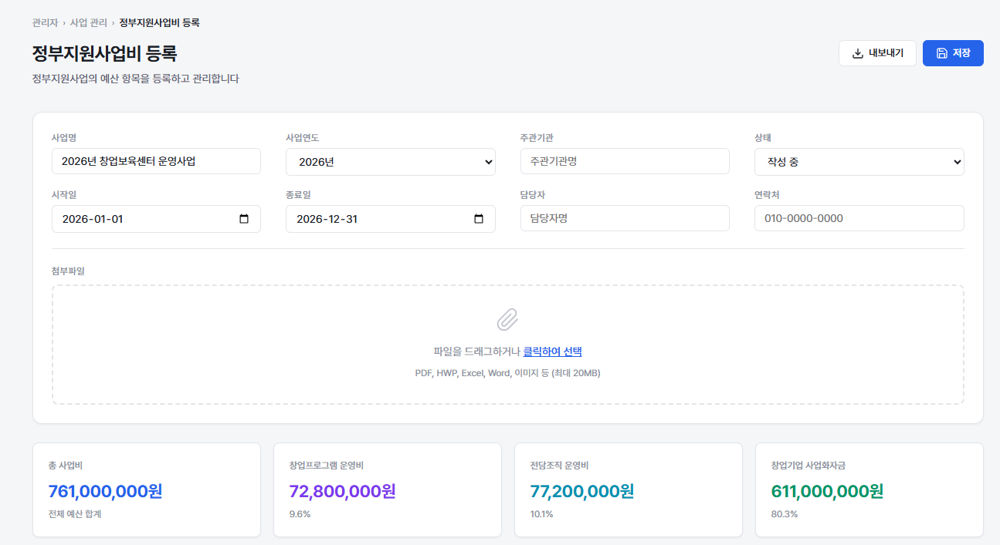 관리자 › 사업 관리 › 정부지원사업비 등록
정부지원사업비 등록
내보내기
저장
정부지원사업의 예산 항목을 등록하고 관리합니다
사업명
사업연도
주관기관
상태
2026년 창업보육센터 운영사업
2026년
주관기관명
작성 중
시작일
종료일
담당자
연락처
2026-01-01
2026-12-31
담당자명
010-0000-0000
첨부파일
파일을 드래그하거나 클릭하여 선택
PDF, HWP, Excel, Word, 이미지 등 (최대 20MB)
총 사업비
761,000,000원
전체 예산 합계
창업프로그램 운영비
72,800,000원
9.6%
전담조직 운영비
77,200,000원
10.1%
창업기업 사업화자금
611,000,000원
80.3%